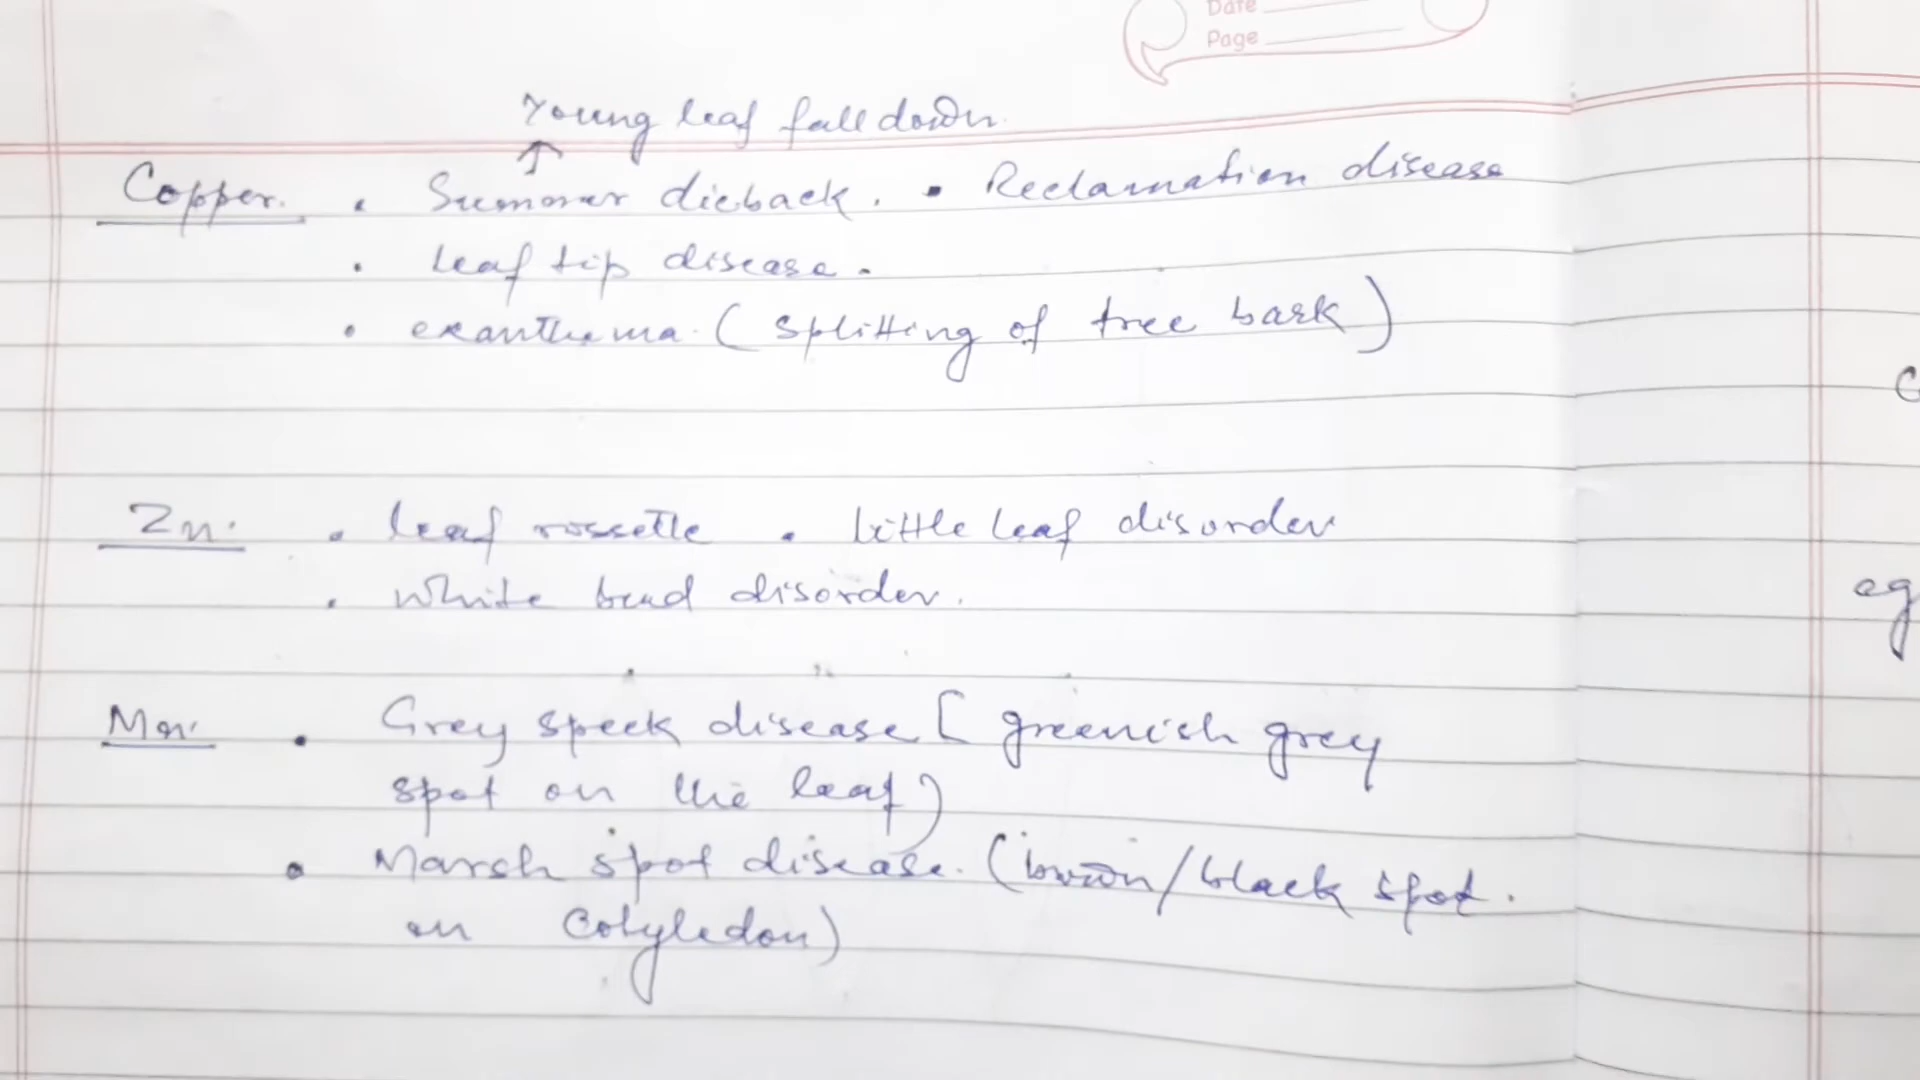 Date
Page
Young leaf fall down.
↑
Copper. • Summer dieback. • Reclamation disease
• leaf tip disease.
• exanthema. (splitting of tree bark)
Zn. • leaf rossette • little leaf disorder
• white bud disorder.
Mn. • Grey speck disease [greenish grey
spot on the leaf)
• Marsh spot disease. (brown/black spot.
on Cotyledon)
eg